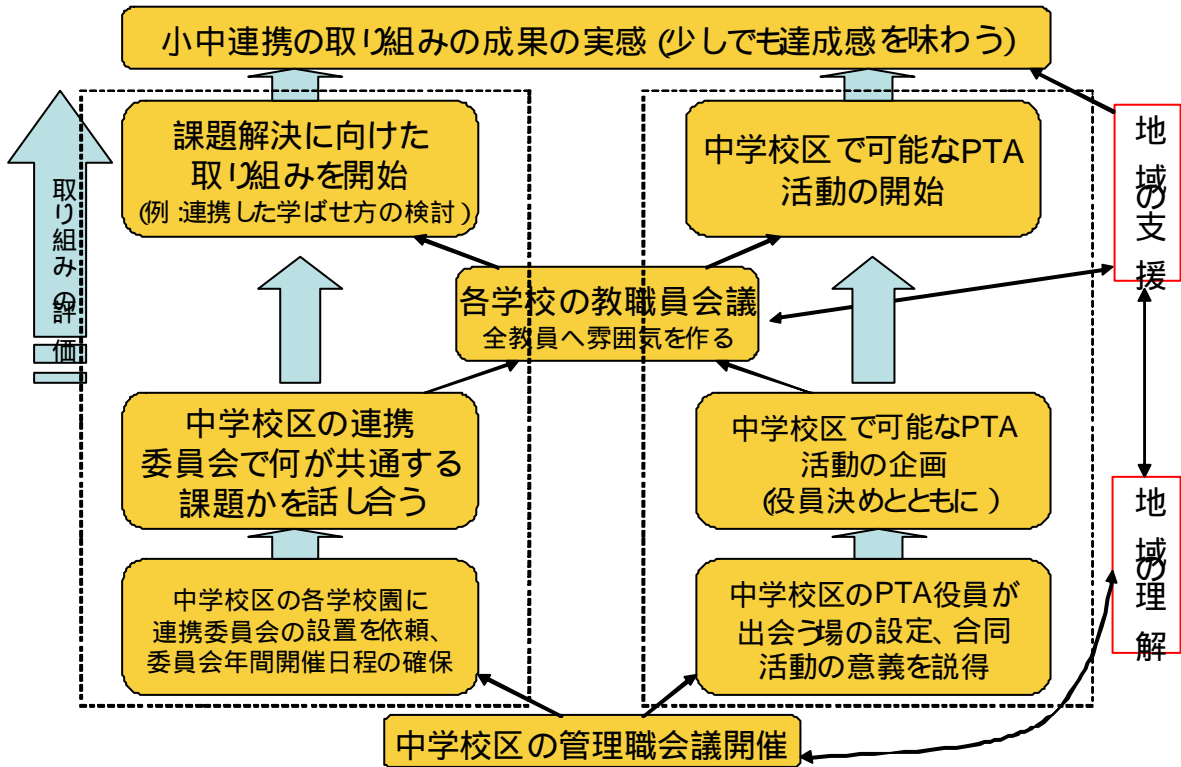 小中連携の取り組みの成果の実感(少しでも達成感を味わう)
課題解決に向けた
取り組みを開始
(例:連携した学ばせ方の検討)
中学校区で可能なPTA
活動の開始
地域の支援
取り組みの評価
各学校の教職員会議
全教員へ雰囲気を作る
中学校区の連携
委員会で何が共通する
課題かを話し合う
中学校区で可能なPTA
活動の企画
(役員決めとともに)
地域の理解
中学校区の各学校園に
連携委員会の設置を依頼、
委員会年間開催日程の確保
中学校区のPTA役員が
出会う場の設定、合同
活動の意義を説得
中学校区の管理職会議開催